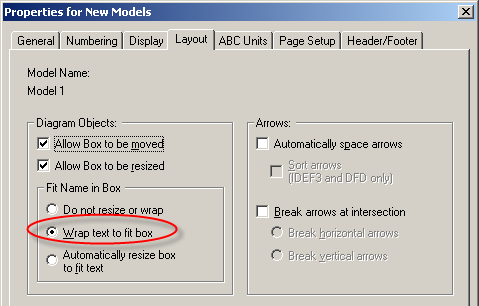 Properties for New Models
General Numbering Display Layout ABC Units Page Setup Header/Footer
Model Name:
Model 1
Diagram Objects:
Allow Box to be moved
Allow Box to be resized
Fit Name in Box
Do not resize or wrap
Wrap text to fit box
Automatically resize box
to fit text
Arrows:
Automatically space arrows
Sort arrows
(IDEF3 and DFD only)
Break arrows at intersection
Break horizontal arrows
Break vertical arrows